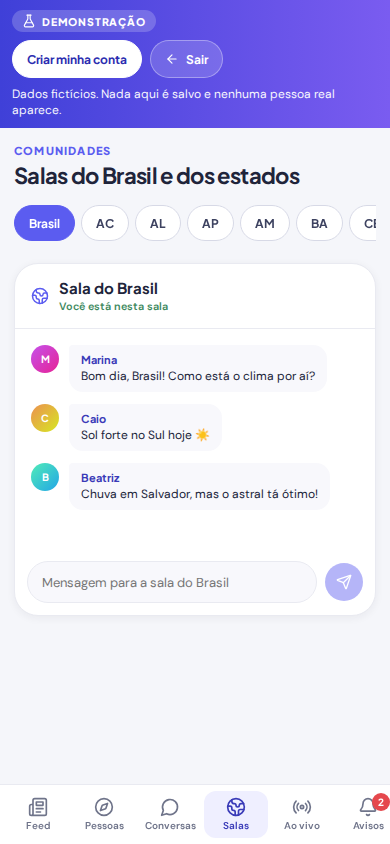 DEMONSTRAÇÃO
Criar minha conta
Sair
Dados fictícios. Nada aqui é salvo e nenhuma pessoa real
aparece.
COMUNIDADES
Salas do Brasil e dos estados
Brasil AC AL AP AM BA CE
Sala do Brasil
Você está nesta sala
M
Marina
Bom dia, Brasil! Como está o clima por aí?
C
Caio
Sol forte no Sul hoje ☀️
B
Beatriz
Chuva em Salvador, mas o astral tá ótimo!
Mensagem para a sala do Brasil
2
Feed Pessoas Conversas Salas Ao vivo Avisos